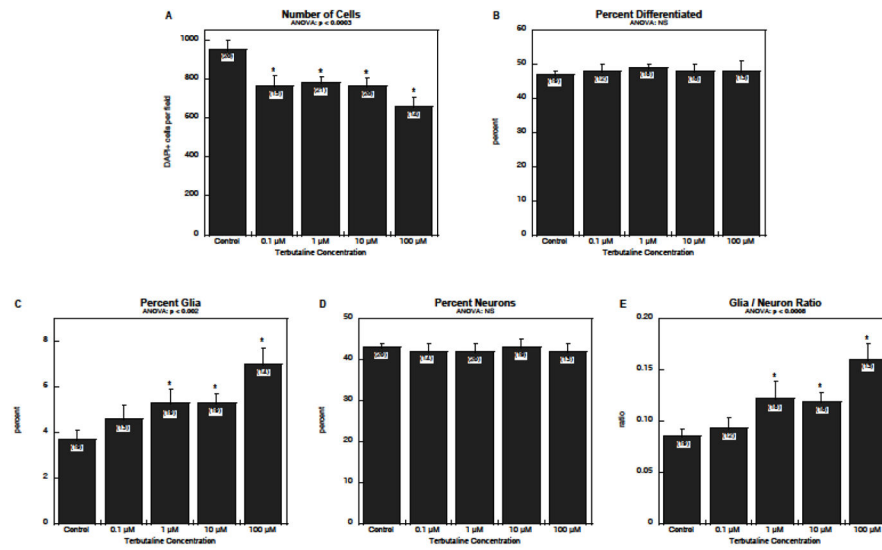 A
Number of Cells
ANOVA: p < 0.0003
DAPI+ cells per field
1000
800
600
400
200
0
* * * *
Control 0.1 µM 1 µM 10 µM 100 µM
Terbutaline Concentration
B
Percent Differentiated
ANOVA: NS
percent
60
50
40
30
20
10
0
Control 0.1 µM 1 µM 10 µM 100 µM
Terbutaline Concentration
C
Percent Glia
ANOVA: p < 0.002
percent
8
6
4
2
0
* * *
Control 0.1 µM 1 µM 10 µM 100 µM
Terbutaline Concentration
D
Percent Neurons
ANOVA: NS
percent
50
40
30
20
10
0
Control 0.1 µM 1 µM 10 µM 100 µM
Terbutaline Concentration
E
Glia / Neuron Ratio
ratio
0.20
0.15
0.10
0.05
0.00
* * *
Control 0.1 µM 1 µM 10 µM 100 µM
Terbutaline Concentration